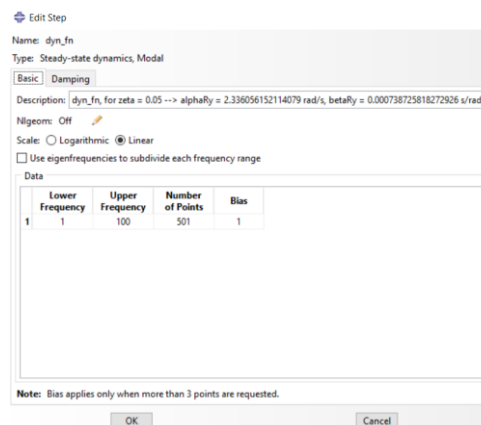 Edit Step
Name: dyn_fn
Type: Steady-state dynamics, Modal
Basic Damping
Description: dyn_fn, for zeta = 0.05 --> alphaRy = 2.336056152114079 rad/s, betaRy = 0.000738725818272926 s/rad
Nlgeom: Off
Scale: Logarithmic Linear
Use eigenfrequencies to subdivide each frequency range
Data
Lower Frequency Upper Frequency Number of Points Bias
1 1 100 501 1
Note: Bias applies only when more than 3 points are requested.
OK Cancel